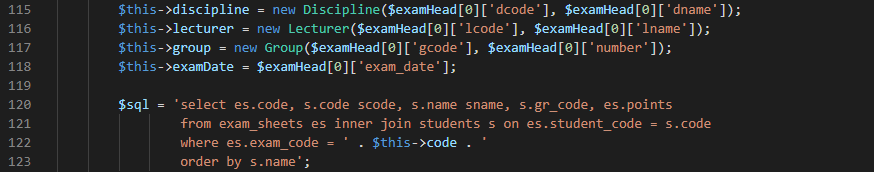 115 $this->discipline = new Discipline($examHead[0]['dcode'], $examHead[0]['dname']);
116 $this->lecturer = new Lecturer($examHead[0]['lcode'], $examHead[0]['lname']);
117 $this->group = new Group($examHead[0]['gcode'], $examHead[0]['number']);
118 $this->examDate = $examHead[0]['exam_date'];
119
120 $sql = 'select es.code, s.code scode, s.name sname, s.gr_code, es.points
121 from exam_sheets es inner join students s on es.student_code = s.code
122 where es.exam_code = ' . $this->code . '
123 order by s.name';